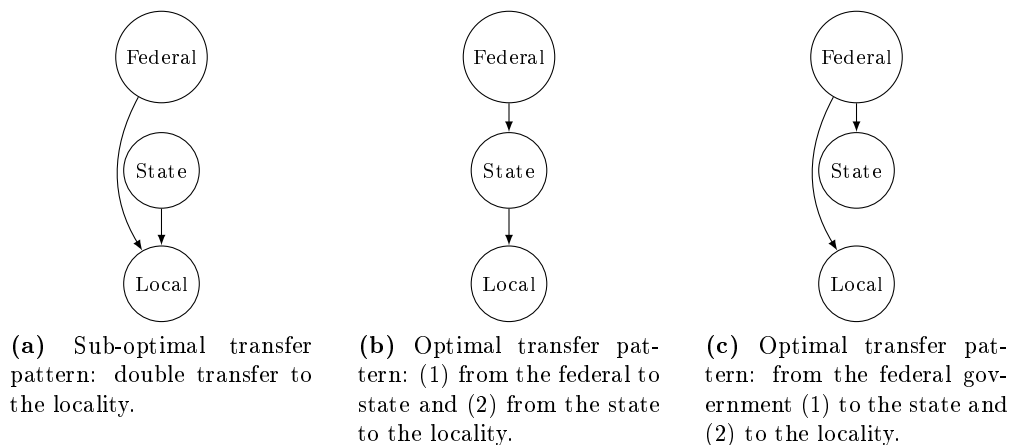 Federal
State
Local
(a) Sub-optimal transfer
pattern: double transfer to
the locality.
Federal
State
Local
(b) Optimal transfer pat-
tern: (1) from the federal to
state and (2) from the state
to the locality.
Federal
State
Local
(c) Optimal transfer pat-
tern: from the federal gov-
ernment (1) to the state and
(2) to the locality.